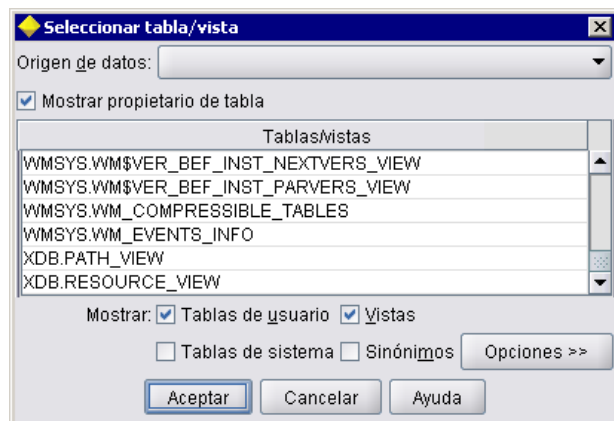 Seleccionar tabla/vista
Origen de datos:
Mostrar propietario de tabla
Tablas/vistas
WMSYS.WM$VER_BEF_INST_NEXTVERS_VIEW
WMSYS.WM$VER_BEF_INST_PARVERS_VIEW
WMSYS.WM_COMPRESSIBLE_TABLES
WMSYS.WM_EVENTS_INFO
XDB.PATH_VIEW
XDB.RESOURCE_VIEW
Mostrar: Tablas de usuario Vistas
Tablas de sistema Sinónimos Opciones >>
Aceptar Cancelar Ayuda